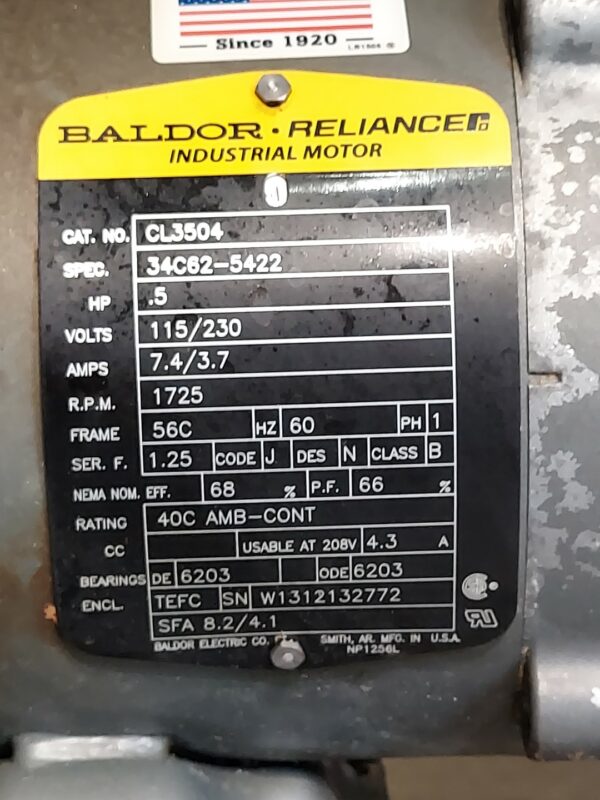 Since 1920
BALDOR · RELIANCE
INDUSTRIAL MOTOR
CAT. NO. CL3504
SPEC. 34C62-5422
HP .5
VOLTS 115/230
AMPS 7.4/3.7
R.P.M. 1725
FRAME 56C HZ 60 PH 1
SER. F. 1.25 CODE J DES N CLASS B
NEMA NOM. EFF. 68 % P.F. 66 %
RATING 40C AMB-CONT
CC USABLE AT 208V 4.3 A
BEARINGS DE 6203 ODE 6203
ENCL. TEFC SN W1312132772
SFA 8.2/4.1
BALDOR ELECTRIC CO. SMITH, AR. MFG. IN U.S.A.
NP1256L